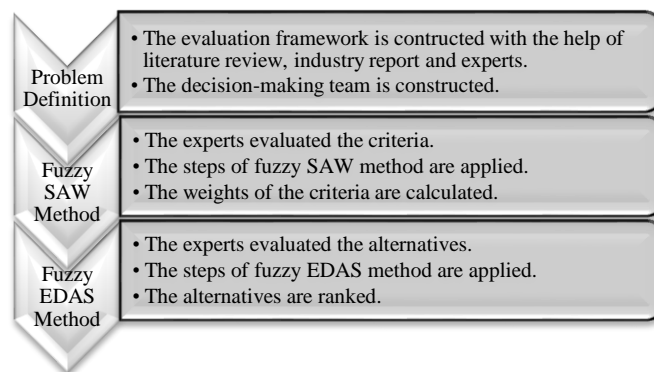 Problem
Definition
• The evaluation framework is contructed with the help of
literature review, industry report and experts.
• The decision-making team is constructed.
Fuzzy
SAW
Method
• The experts evaluated the criteria.
• The steps of fuzzy SAW method are applied.
• The weights of the criteria are calculated.
Fuzzy
EDAS
Method
• The experts evaluated the alternatives.
• The steps of fuzzy EDAS method are applied.
• The alternatives are ranked.